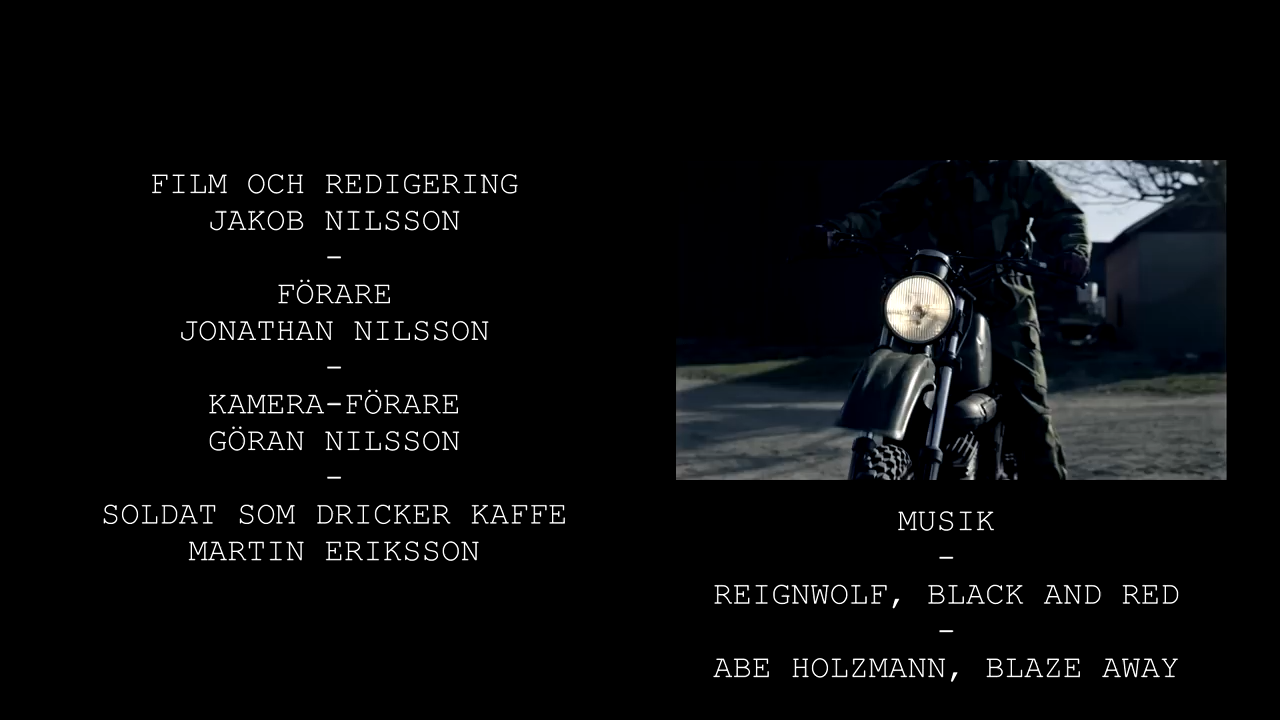 FILM OCH REDIGERING
JAKOB NILSSON
-
FÖRARE
JONATHAN NILSSON
-
KAMERA-FÖRARE
GÖRAN NILSSON
-
SOLDAT SOM DRICKER KAFFE
MARTIN ERIKSSON
MUSIK
-
REIGNWOLF, BLACK AND RED
-
ABE HOLZMANN, BLAZE AWAY